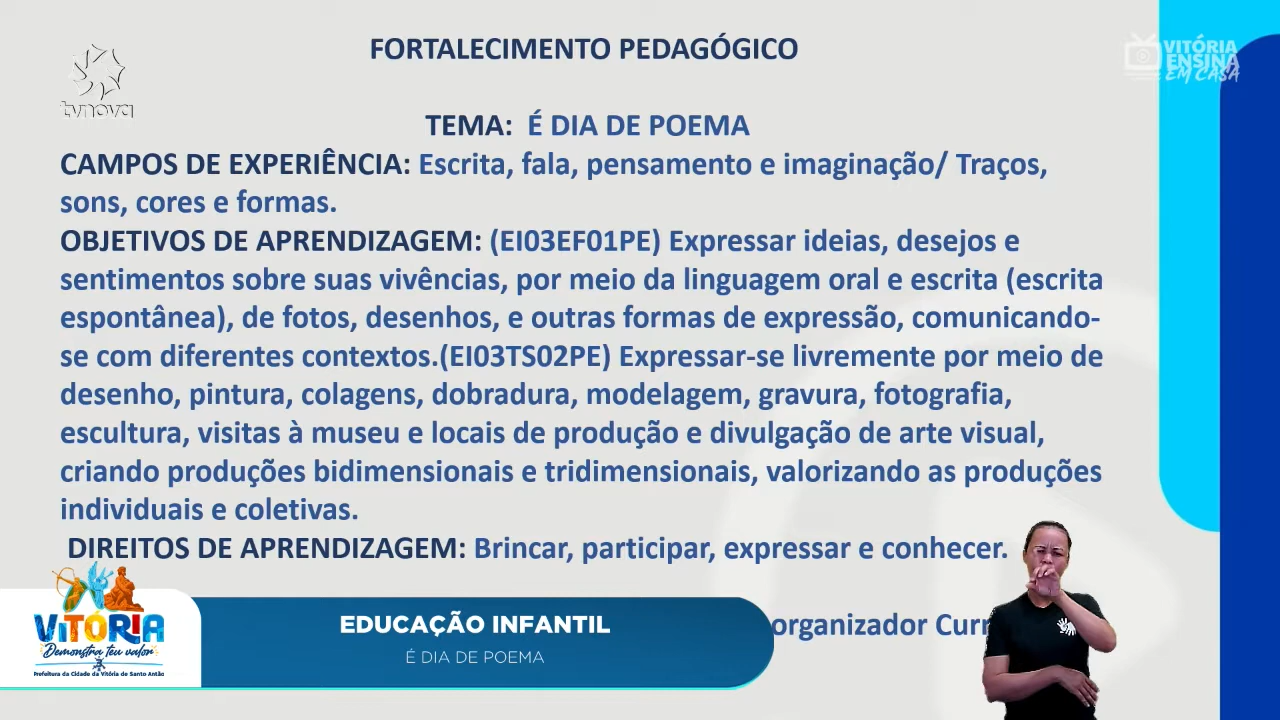 FORTALECIMENTO PEDAGÓGICO
VITÓRIA
ENSINA
EM CASA
tvnova
TEMA: É DIA DE POEMA
CAMPOS DE EXPERIÊNCIA: Escrita, fala, pensamento e imaginação/ Traços,
sons, cores e formas.
OBJETIVOS DE APRENDIZAGEM: (EI03EF01PE) Expressar ideias, desejos e
sentimentos sobre suas vivências, por meio da linguagem oral e escrita (escrita
espontânea), de fotos, desenhos, e outras formas de expressão, comunicando-
se com diferentes contextos.(EI03TS02PE) Expressar-se livremente por meio de
desenho, pintura, colagens, dobradura, modelagem, gravura, fotografia,
escultura, visitas à museu e locais de produção e divulgação de arte visual,
criando produções bidimensionais e tridimensionais, valorizando as produções
individuais e coletivas.
DIREITOS DE APRENDIZAGEM: Brincar, participar, expressar e conhecer.
organizador
EDUCAÇÃO INFANTIL
É DIA DE POEMA
VITÓRIA
Demonstra teu valor
Prefeitura da Cidade da Vitória de Santo Antão